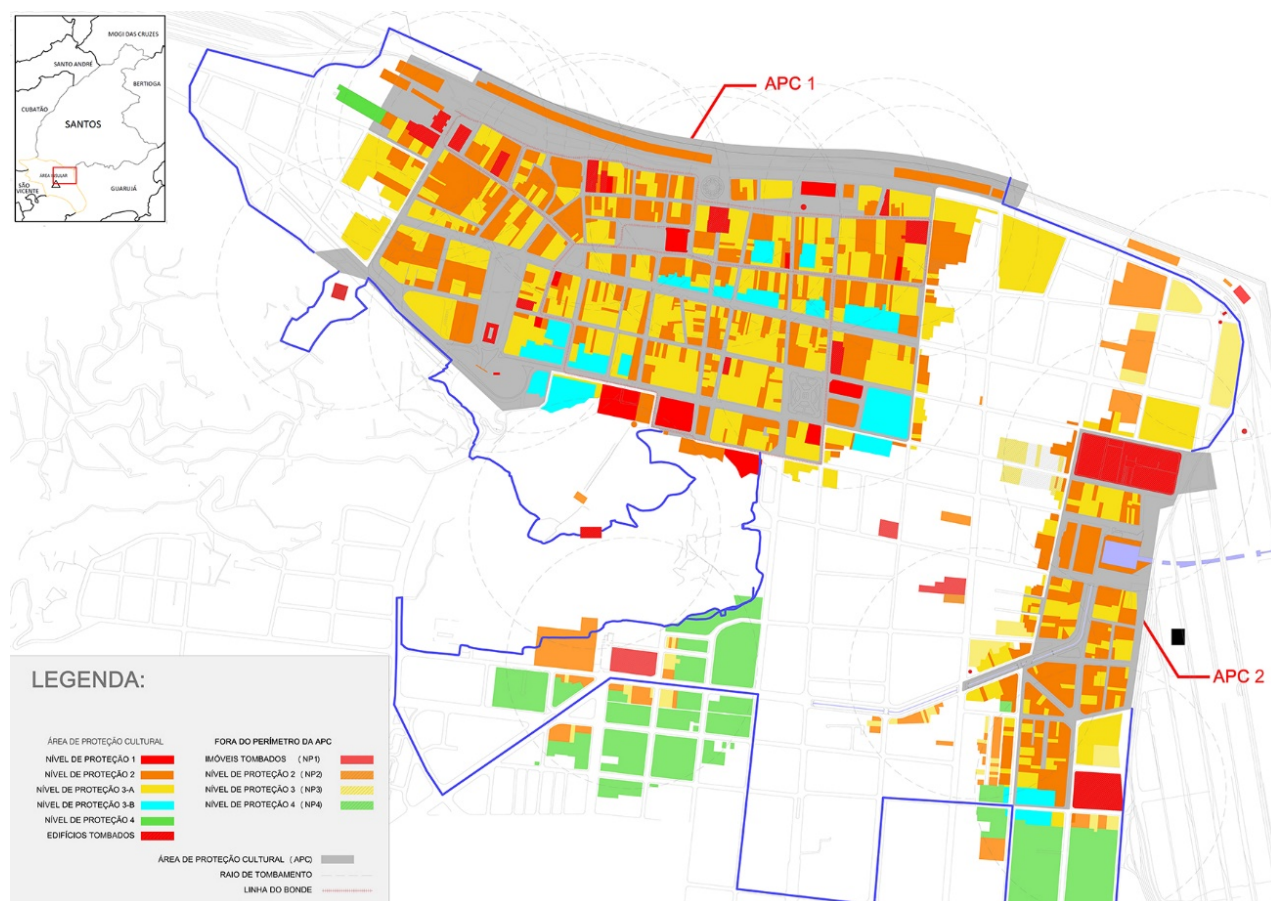 MOGI DAS CRUZES
SANTO ANDRÉ
BERTIOGA
CUBATÃO
SANTOS
ÁREA INSULAR
SÃO
VICENTE
GUARUJÁ
APC 1
APC 2
LEGENDA:
ÁREA DE PROTEÇÃO CULTURAL
NÍVEL DE PROTEÇÃO 1
NÍVEL DE PROTEÇÃO 2
NÍVEL DE PROTEÇÃO 3-A
NÍVEL DE PROTEÇÃO 3-B
NÍVEL DE PROTEÇÃO 4
EDIFÍCIOS TOMBADOS
FORA DO PERÍMETRO DA APC
IMÓVEIS TOMBADOS (NP1)
NÍVEL DE PROTEÇÃO 2 (NP2)
NÍVEL DE PROTEÇÃO 3 (NP3)
NÍVEL DE PROTEÇÃO 4 (NP4)
ÁREA DE PROTEÇÃO CULTURAL (APC)
RAIO DE TOMBAMENTO
LINHA DO BONDE